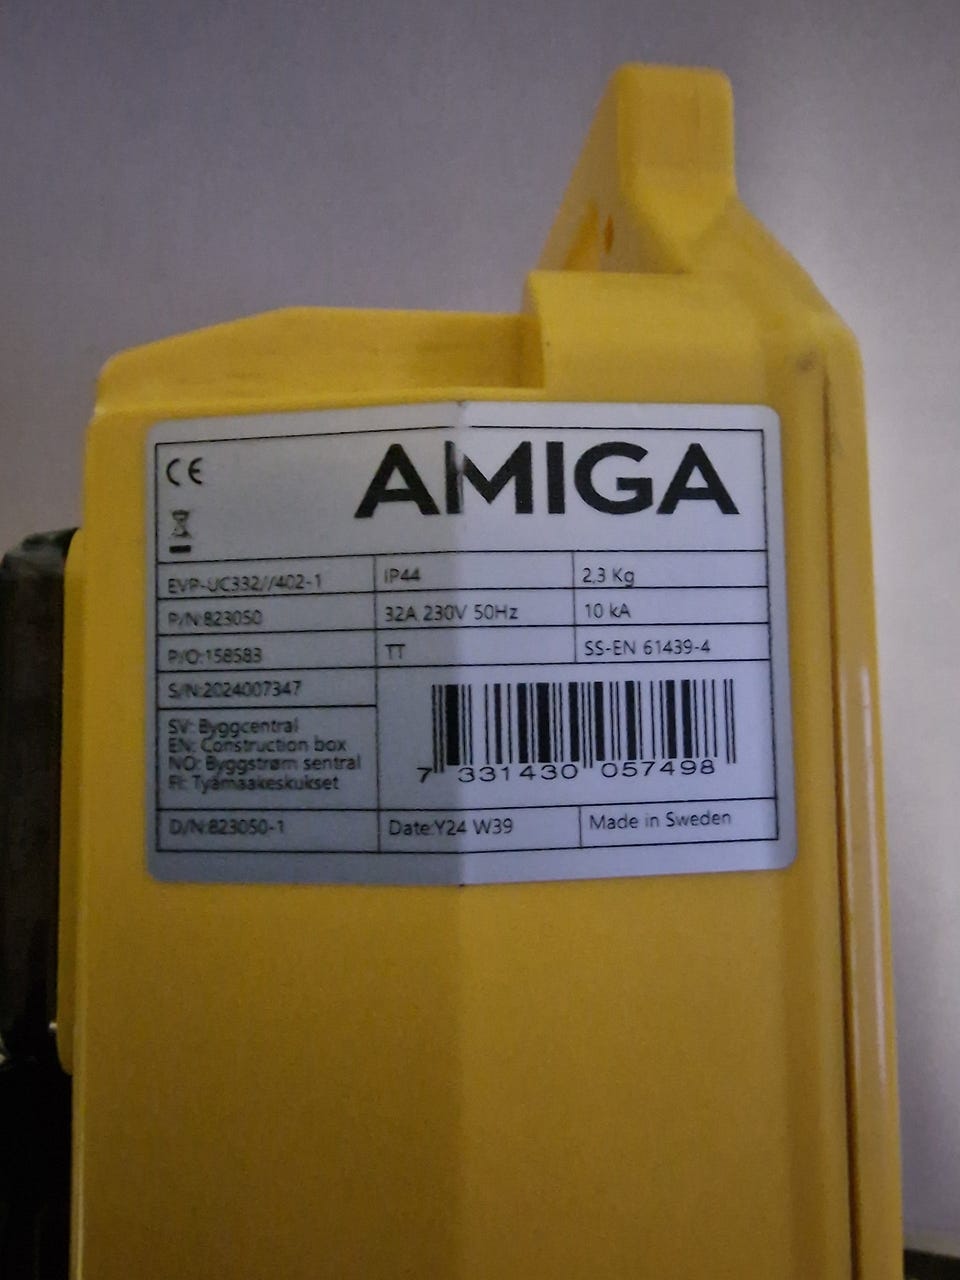 CE
AMIGA
EVP-UC332//402-1 IP44 2,3 Kg
P/N:823050 32A 230V 50Hz 10 kA
P/O:158583 TT SS-EN 61439-4
S/N:2024007347
SV: Byggcentral
EN: Construction box
NO: Byggstrøm sentral
FI: Tyämaakeskukset
7 331430 057498
D/N:823050-1 Date:Y24 W39 Made in Sweden